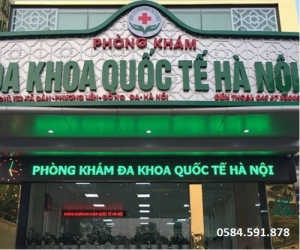 PHÒNG KHÁM
ĐA KHOA QUỐC TẾ HÀ NỘI
PHÒNG KHÁM ĐA KHOA QUỐC TẾ HÀ NỘI
0584.591.878